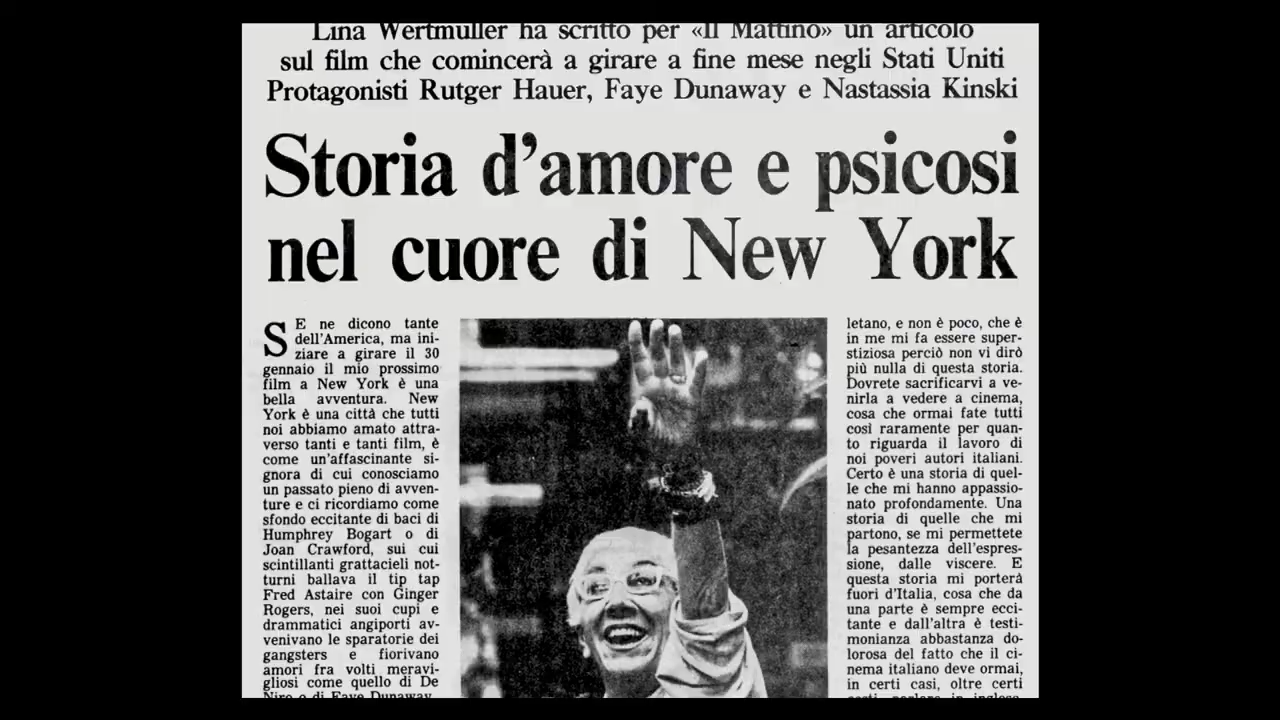 Lina Wertmuller ha scritto per «Il Mattino» un articolo
sul film che comincerà a girare a fine mese negli Stati Uniti
Protagonisti Rutger Hauer, Faye Dunaway e Nastassia Kinski
Storia d'amore e psicosi
nel cuore di New York
SE ne dicono tante
dell'America, ma ini-
ziare a girare il 30
gennaio il mio prossimo
film a New York è una
bella avventura. New
York è una città che tutti
noi abbiamo amato attra-
verso tanti e tanti film, è
come un'affascinante si-
gnora di cui conosciamo
un passato pieno di avven-
ture e ci ricordiamo come
sfondo eccitante di baci di
Humphrey Bogart o di
Joan Crawford, sui cui
scintillanti grattacieli not-
turni ballava il tip tap
Fred Astaire con Ginger
Rogers, nei suoi cupi e
drammatici angiporti av-
venivano le sparatorie dei
gangsters e fiorivano
amori fra volti meravi-
gliosi come quello di De
Niro o di Faye Dunaway
letano, e non è poco, che è
in me mi fa essere super-
stiziosa perciò non vi dirò
più nulla di questa storia.
Dovrete sacrificarvi a ve-
nirla a vedere a cinema,
cosa che ormai fate tutti
così raramente per quan-
to riguarda il lavoro di
noi poveri autori italiani.
Certo è una storia di quel-
le che mi hanno appassio-
nato profondamente. Una
storia di quelle che mi
partono, se mi permettete
la pesantezza dell'espres-
sione, dalle viscere. E
questa storia mi porterà
fuori d'Italia, cosa che da
una parte è sempre ecci-
tante e dall'altra è testi-
monianza abbastanza do-
lorosa del fatto che il ci-
nema italiano deve ormai,
in certi casi, oltre certi